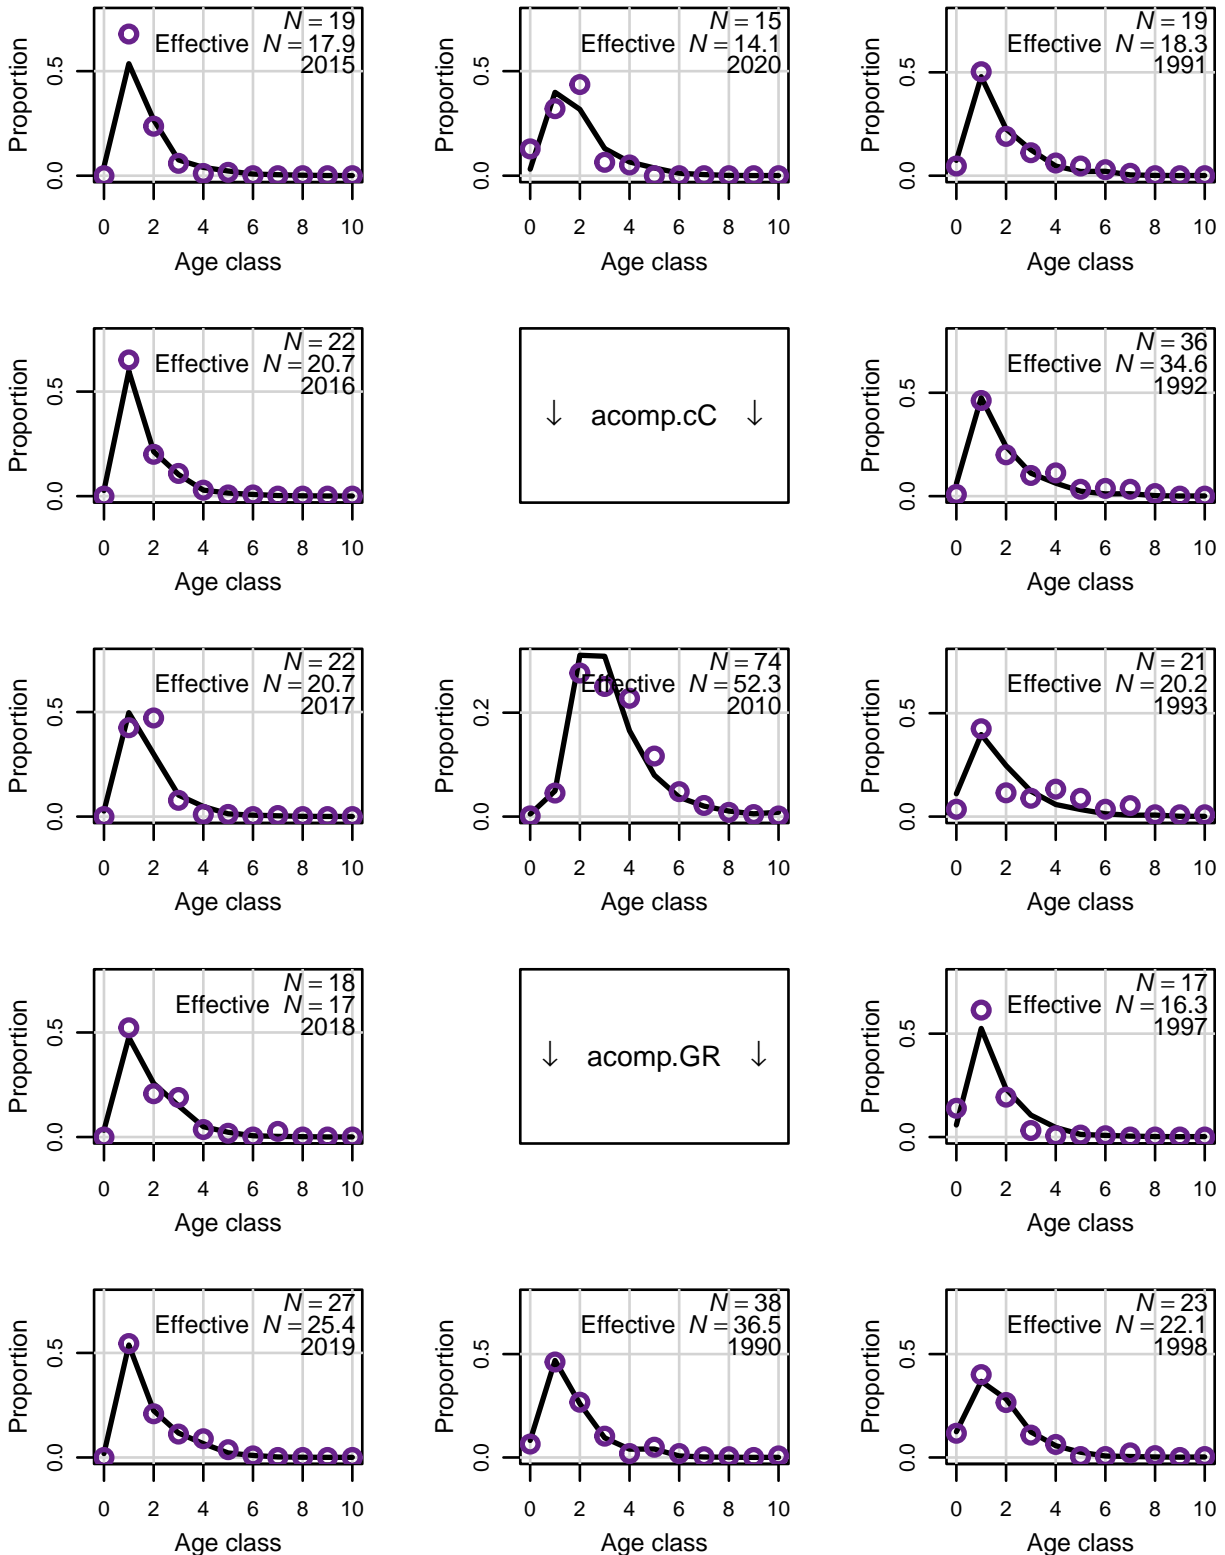 N = 19
Effective N = 17.9
2015
Proportion
0.5
0.0
0 2 4 6 8 10
Age class
N = 15
Effective N = 14.1
2020
Proportion
0.5
0.0
0 2 4 6 8 10
Age class
N = 19
Effective N = 18.3
1991
Proportion
0.5
0.0
0 2 4 6 8 10
Age class
N = 22
Effective N = 20.7
2016
Proportion
0.5
0.0
0 2 4 6 8 10
Age class
↓ acomp.cC ↓
N = 36
Effective N = 34.6
1992
Proportion
0.5
0.0
0 2 4 6 8 10
Age class
N = 22
Effective N = 20.7
2017
Proportion
0.5
0.0
0 2 4 6 8 10
Age class
N = 74
Effective N = 52.3
2010
Proportion
0.2
0.0
0 2 4 6 8 10
Age class
N = 21
Effective N = 20.2
1993
Proportion
0.5
0.0
0 2 4 6 8 10
Age class
N = 18
Effective N = 17
2018
Proportion
0.5
0.0
0 2 4 6 8 10
Age class
↓ acomp.GR ↓
N = 17
Effective N = 16.3
1997
Proportion
0.5
0.0
0 2 4 6 8 10
Age class
N = 27
Effective N = 25.4
2019
Proportion
0.5
0.0
0 2 4 6 8 10
Age class
N = 38
Effective N = 36.5
1990
Proportion
0.5
0.0
0 2 4 6 8 10
Age class
N = 23
Effective N = 22.1
1998
Proportion
0.5
0.0
0 2 4 6 8 10
Age class